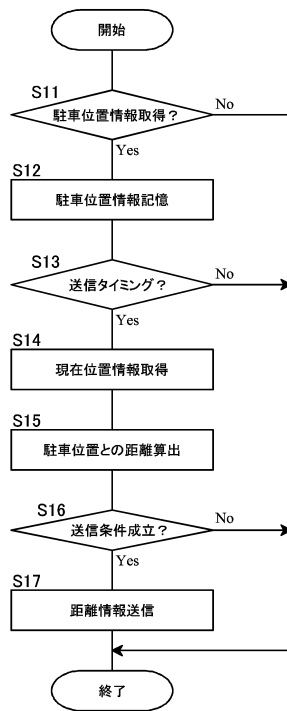 開始
S11
駐車位置情報取得？
No
Yes
S12
駐車位置情報記憶
S13
送信タイミング？
No
Yes
S14
現在位置情報取得
S15
駐車位置との距離算出
S16
送信条件成立？
No
Yes
S17
距離情報送信
終了